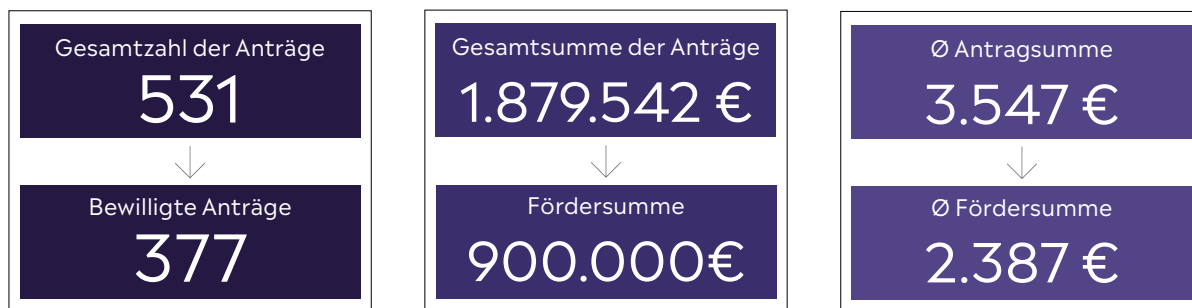 Gesamtzahl der Anträge
531
Bewilligte Anträge
377
Gesamtsumme der Anträge
1.879.542 €
Fördersumme
900.000€
Ø Antragsumme
3.547 €
Ø Fördersumme
2.387 €